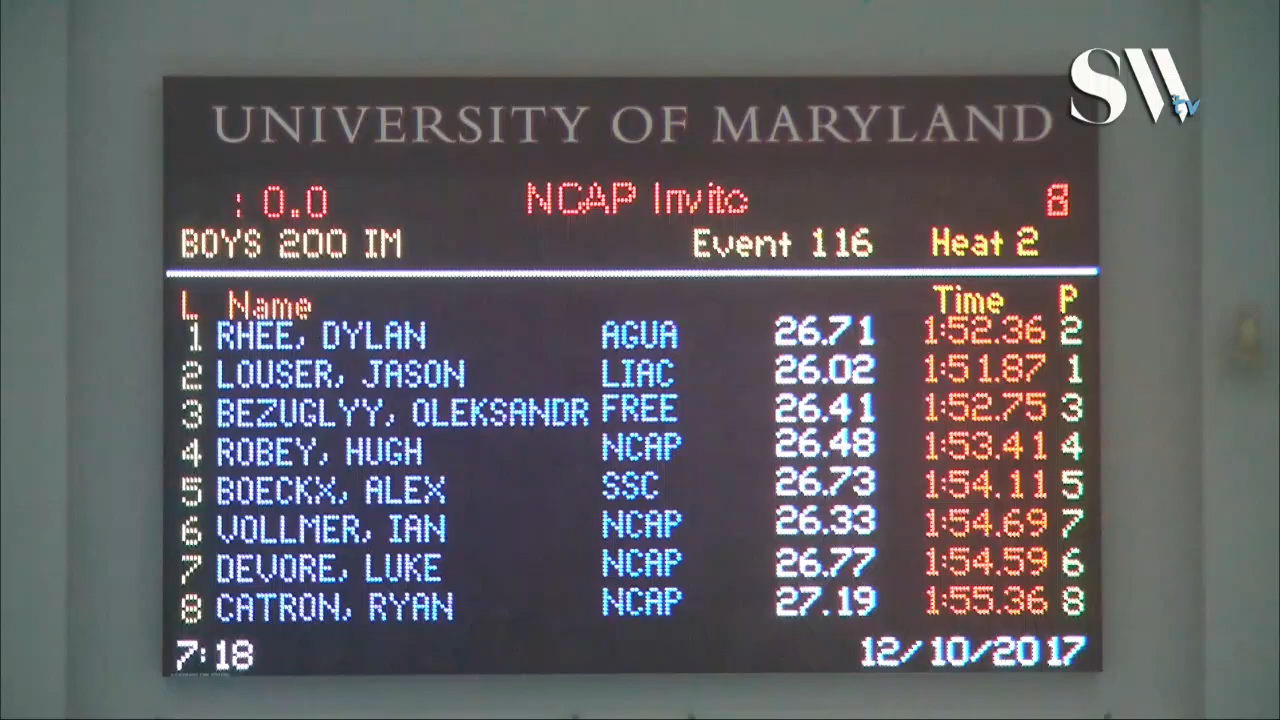 SW tv
UNIVERSITY OF MARYLAND
: 0.0 NCAP Invite 8
BOYS 200 IM Event 116 Heat 2
L Name Time P
1 RHEE, DYLAN AGUA 26.71 1:52.36 2
2 LOUSER, JASON LIAC 26.02 1:51.87 1
3 BEZUGLYY, OLEKSANDR FREE 26.41 1:52.75 3
4 ROBEY, HUGH NCAP 26.48 1:53.41 4
5 BOECKX, ALEX SSC 26.73 1:54.11 5
6 VOLLMER, IAN NCAP 26.33 1:54.69 7
7 DEVORE, LUKE NCAP 26.77 1:54.59 6
8 CATRON, RYAN NCAP 27.19 1:55.36 8
7:18 12/10/2017